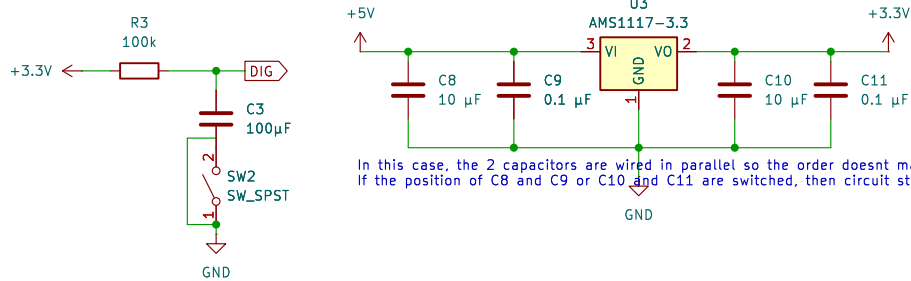 U3
+5V
+3.3V
R3
AMS1117-3.3
100k
3 VI VO 2
+3.3V
DIG
GND
C8
C9
C10
C11
10 µF
0.1 µF
10 µF
0.1 µF
1
C3
100µF
2
In this case, the 2 capacitors are wired in parallel so the order doesnt
If the position of C8 and C9 or C10 and C11 are switched, then circuit
SW2
SW_SPST
1
GND
GND